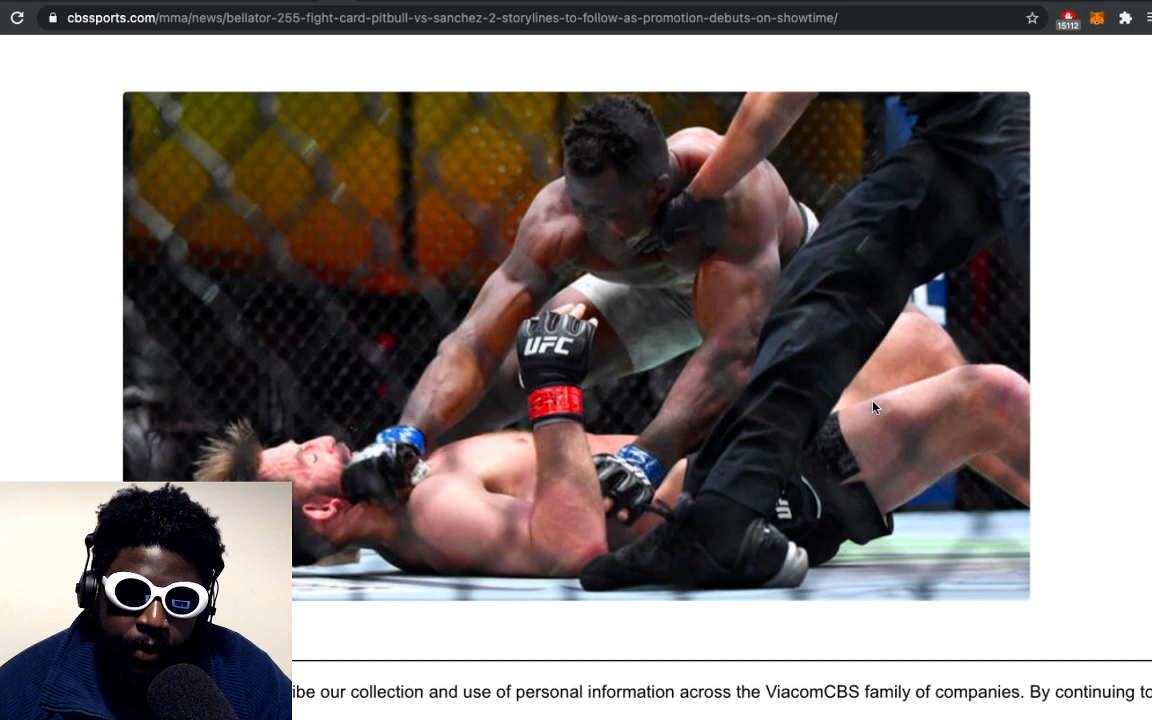 cbssports.com/mma/news/bellator-255-fight-card-pitbull-vs-sanchez-2-storylines-to-follow-as-promotion-debuts-on-showtime/
15112
UFC
ibe our collection and use of personal information across the ViacomCBS family of companies. By continuing to